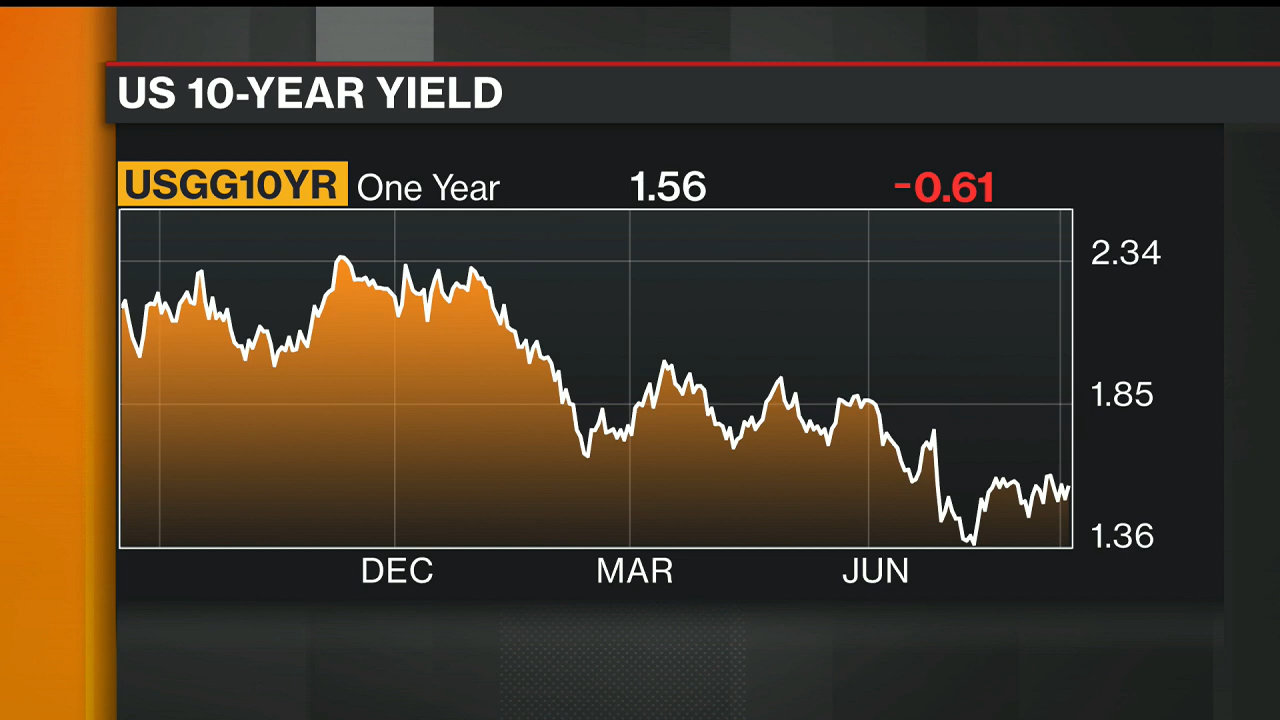 US 10-YEAR YIELD
USGG10YR One Year 1.56 -0.61
2.34
1.85
1.36
DEC MAR JUN